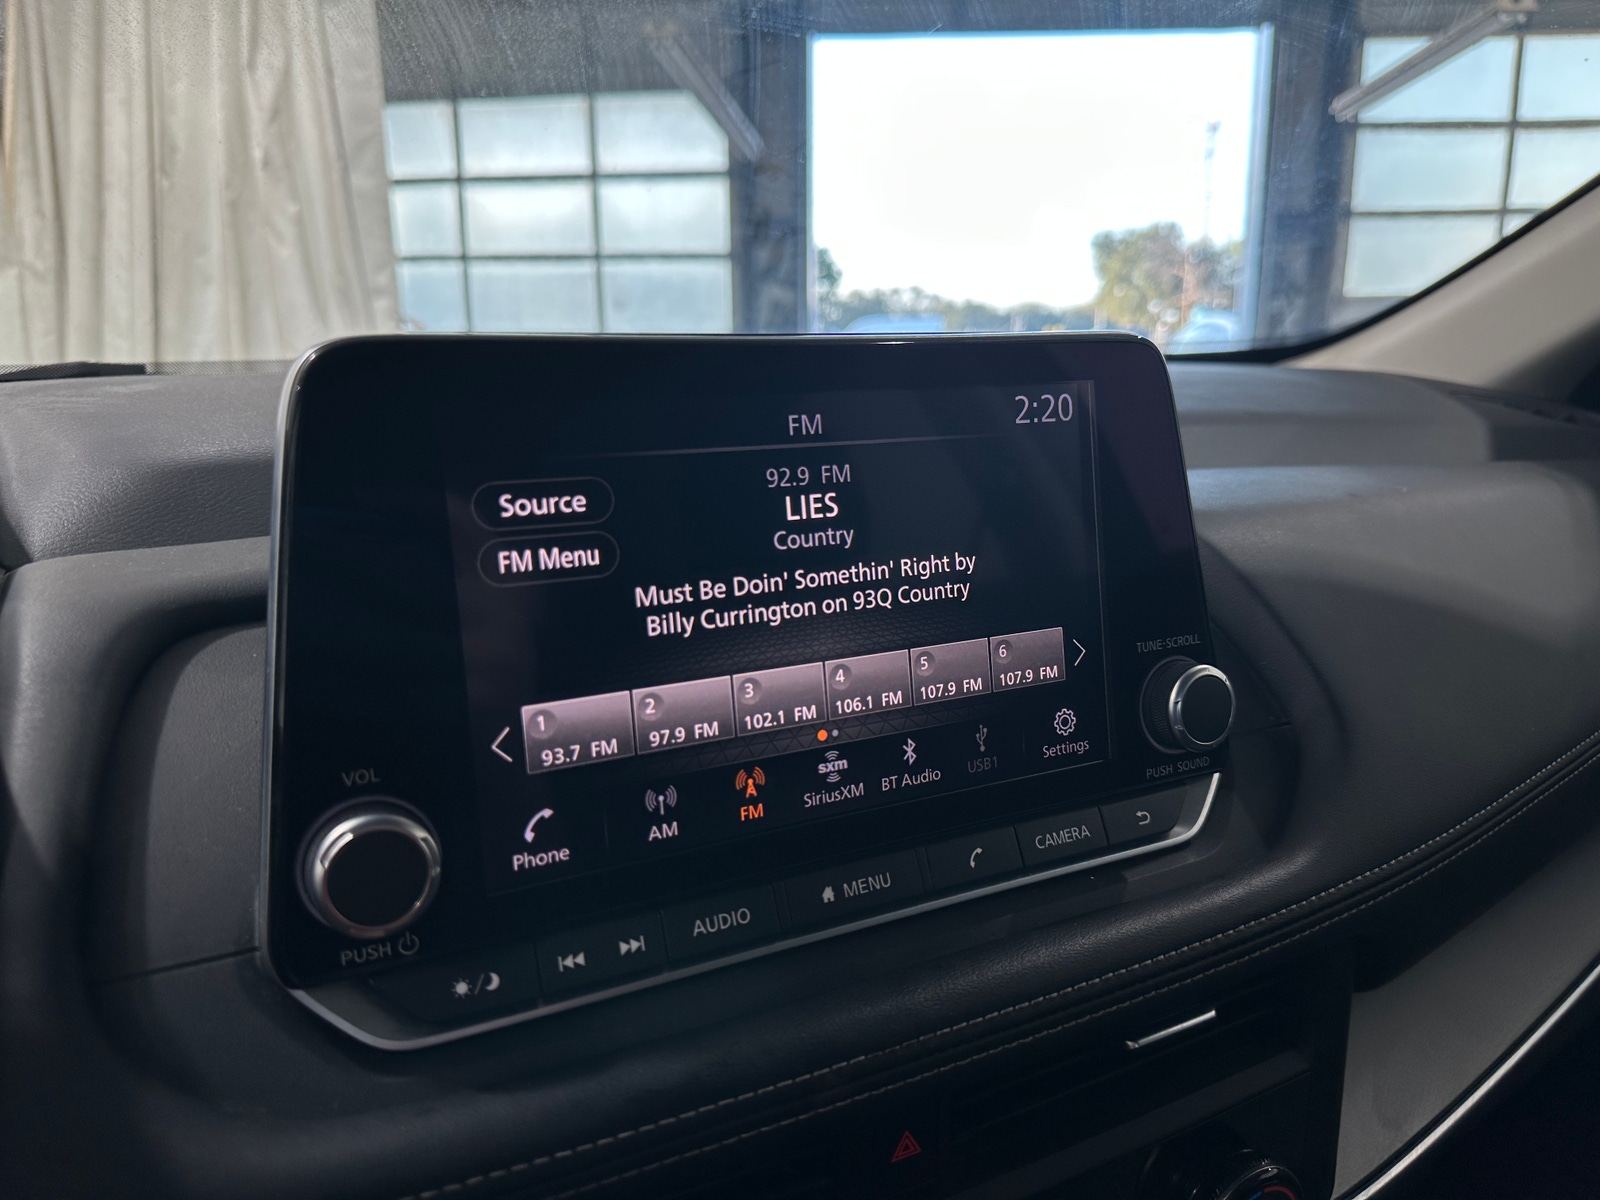 FM
2:20
Source
92.9 FM
LIES
Country
FM Menu
Must Be Doin' Somethin' Right by
Billy Currington on 93Q Country
1
93.7 FM
2
97.9 FM
3
102.1 FM
4
106.1 FM
5
107.9 FM
6
107.9 FM
Phone
AM
FM
sxm
SiriusXM
BT Audio
USB1
Settings
VOL
PUSH
TUNE·SCROLL
PUSH SOUND
AUDIO
MENU
CAMERA